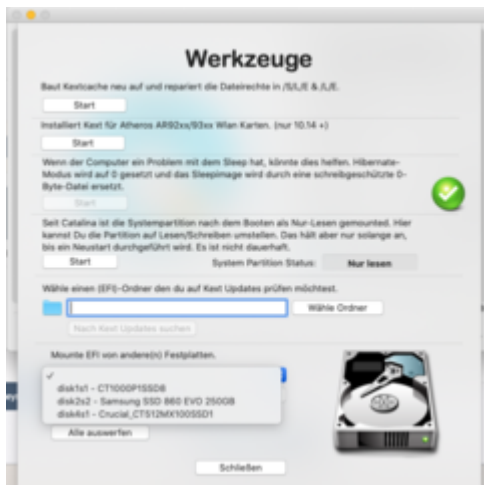 Werkzeuge
Baut Kextcache neu auf und repariert die Dateirechte in /S/L/E & /L/E.
Start
Installiert Kext für Atheros AR92xx/93xx Wlan Karten. (nur 10.14 +)
Start
Wenn der Computer ein Problem mit dem Sleep hat, könnte dies helfen. Hibernate-
Modus wird auf 0 gesetzt und das Sleepimage wird durch eine schreibgeschützte 0-
Byte-Datei ersetzt.
Start
Seit Catalina ist die Systempartition nach dem Booten als Nur-Lesen gemounted. Hier
kannst Du die Partition auf Lesen/Schreiben umstellen. Das hält aber nur solange an,
bis ein Neustart durchgeführt wird. Es ist nicht dauerhaft.
Start System Partition Status: Nur lesen
Wähle einen (EFI)-Ordner den du auf Kext Updates prüfen möchtest.
Wähle Ordner
Nach Kext Updates suchen
Mounte EFI von andere(n) Festplatten.
disk1s1 - CT1000P1SSD8
disk2s2 - Samsung SSD 860 EVO 250GB
disk4s1 - Crucial_CT512MX100SSD1
Alle auswerfen
Schließen